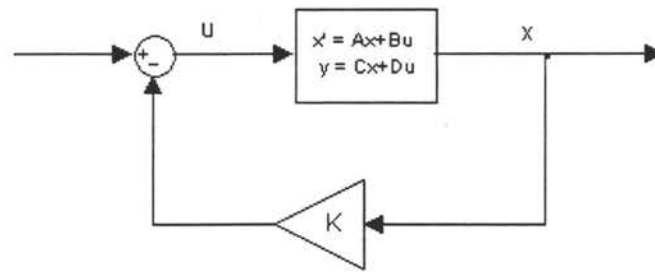 u
x' = Ax+Bu
y = Cx+Du
x
+
-
K